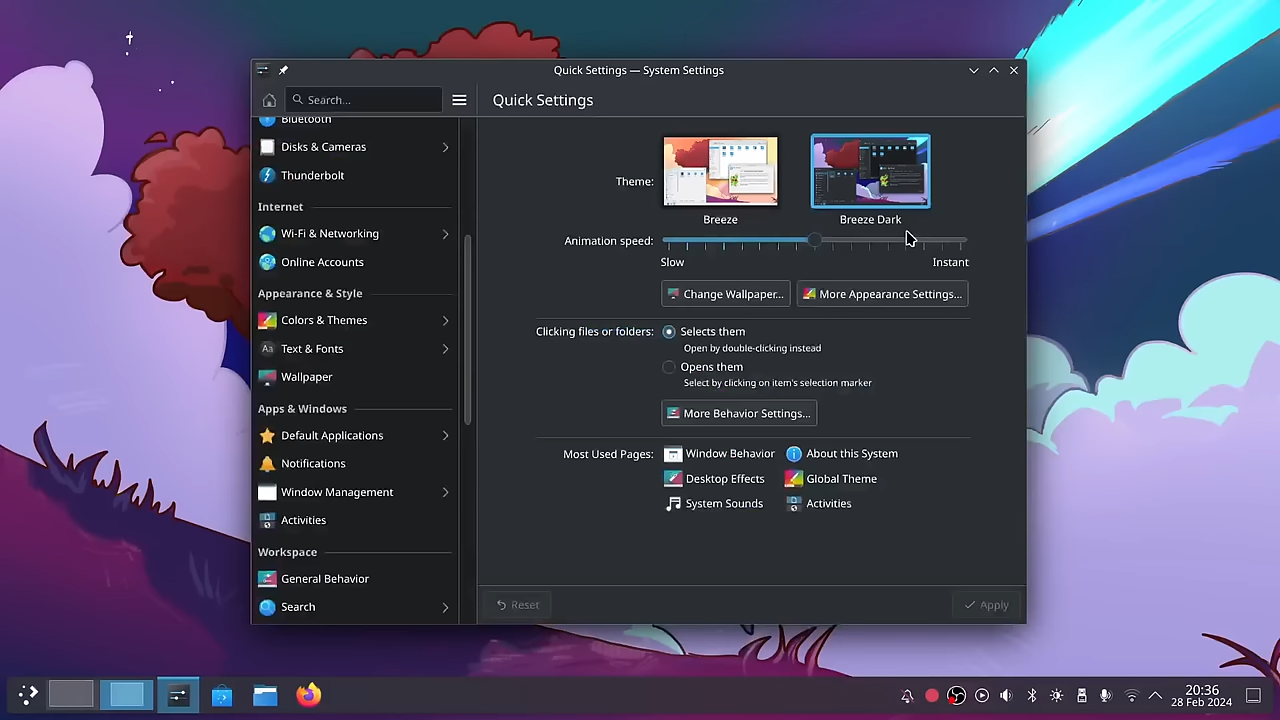 Quick Settings — System Settings
Search...
Quick Settings
Bluetooth
Disks & Cameras
Thunderbolt
Internet
Wi-Fi & Networking
Online Accounts
Appearance & Style
Colors & Themes
Aa Text & Fonts
Wallpaper
Apps & Windows
Default Applications
Notifications
Window Management
Activities
Workspace
General Behavior
Search
Theme:
Breeze
Breeze Dark
Animation speed:
Slow
Instant
Change Wallpaper...
More Appearance Settings...
Clicking files or folders:
Selects them
Open by double-clicking instead
Opens them
Select by clicking on item's selection marker
More Behavior Settings...
Most Used Pages:
Window Behavior
About this System
Desktop Effects
Global Theme
System Sounds
Activities
Reset
Apply
20:36
28 Feb 2024